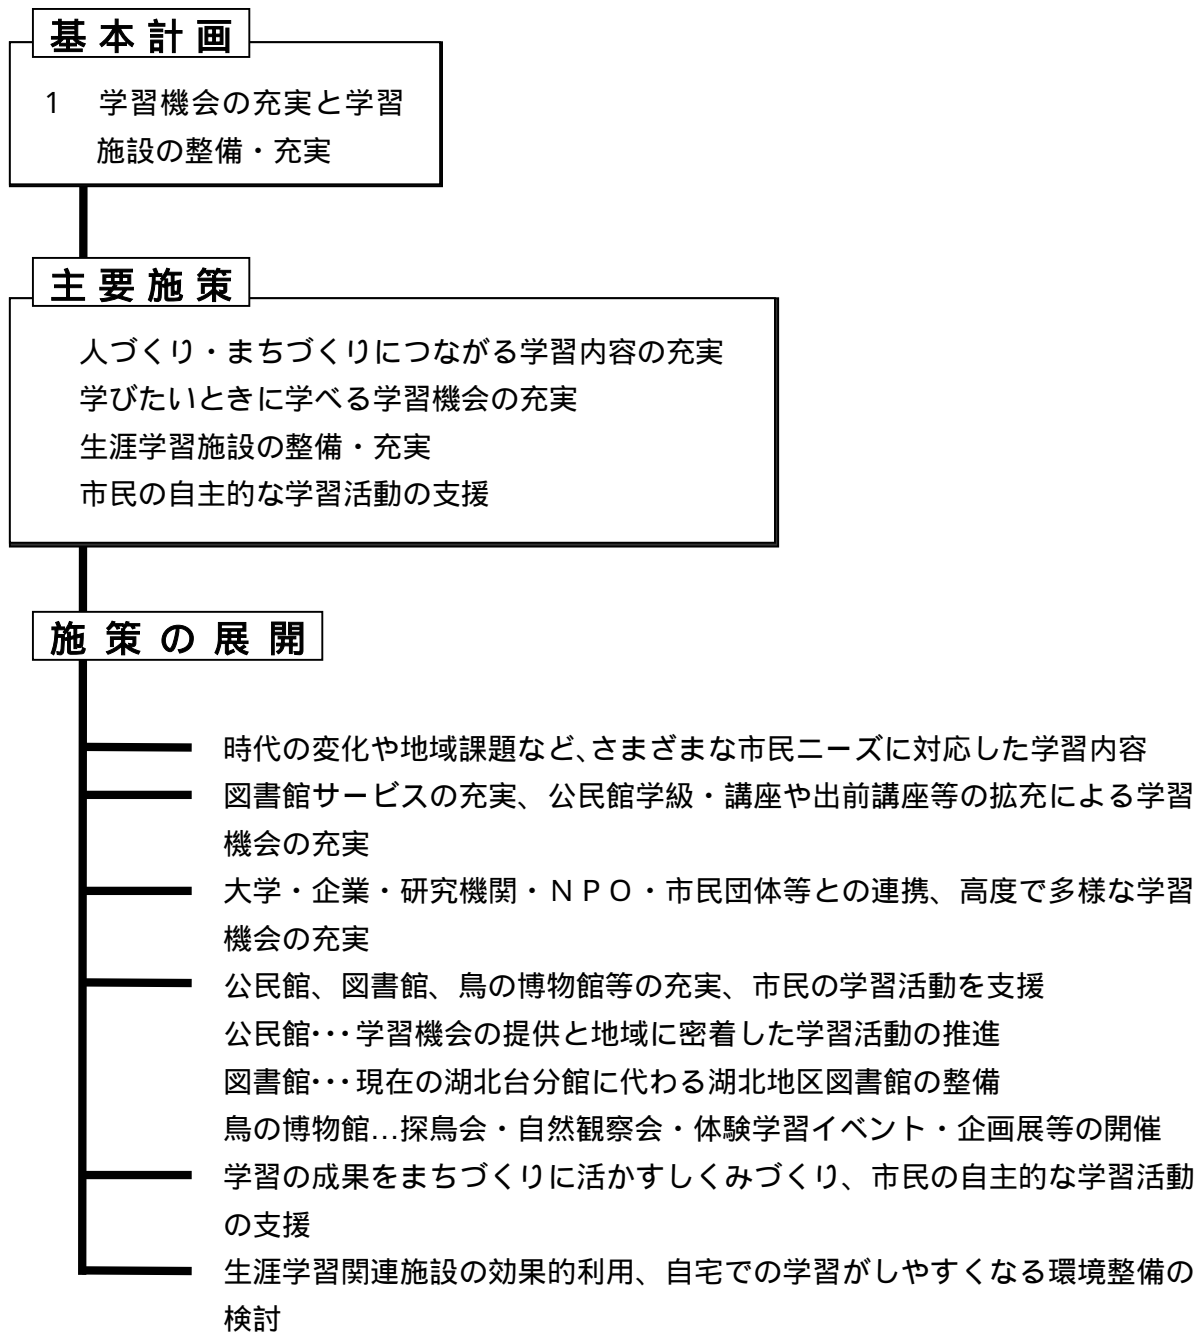 基本計画
1 学習機会の充実と学習
施設の整備・充実
主要施策
人づくり・まちづくりにつながる学習内容の充実
学びたいときに学べる学習機会の充実
生涯学習施設の整備・充実
市民の自主的な学習活動の支援
施策の展開
時代の変化や地域課題など、さまざまな市民ニーズに対応した学習内容
図書館サービスの充実、公民館学級・講座や出前講座等の拡充による学習
機会の充実
大学・企業・研究機関・ＮＰＯ・市民団体等との連携、高度で多様な学習
機会の充実
公民館、図書館、鳥の博物館等の充実、市民の学習活動を支援
公民館・・・学習機会の提供と地域に密着した学習活動の推進
図書館・・・現在の湖北台分館に代わる湖北地区図書館の整備
鳥の博物館…探鳥会・自然観察会・体験学習イベント・企画展等の開催
学習の成果をまちづくりに活かすしくみづくり、市民の自主的な学習活動
の支援
生涯学習関連施設の効果的利用、自宅での学習がしやすくなる環境整備の
検討